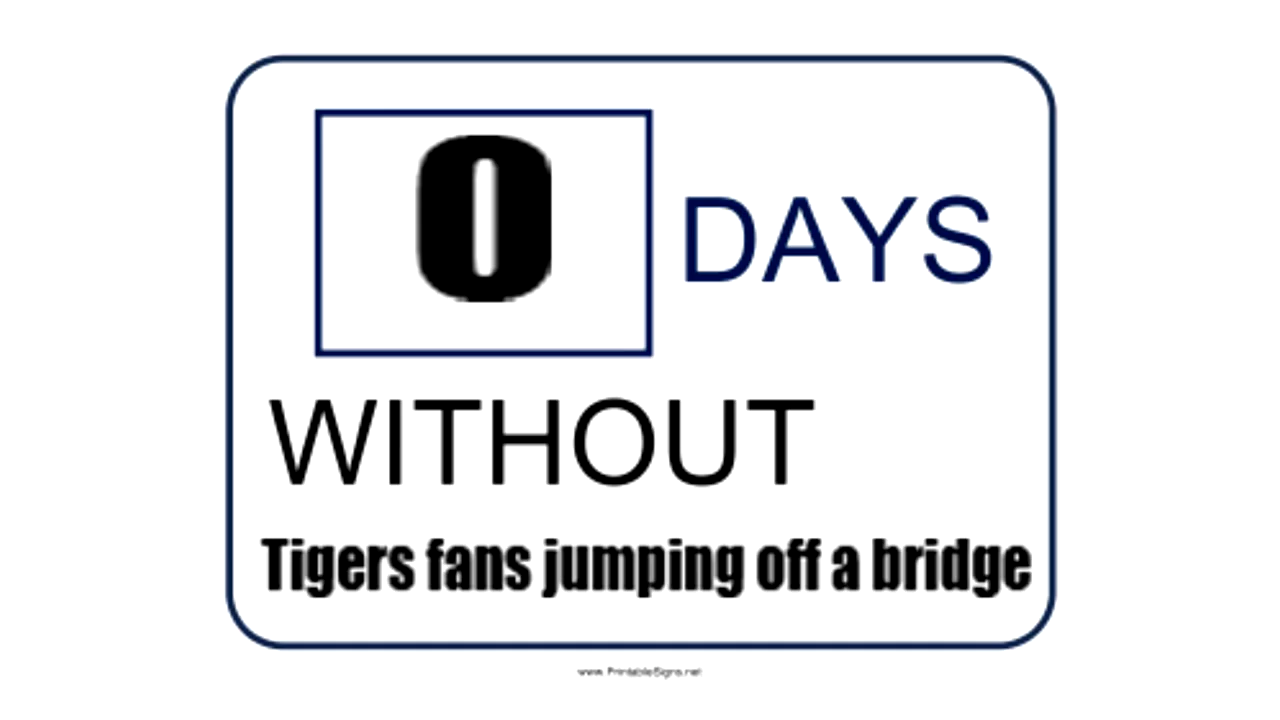 0 DAYS
WITHOUT
Tigers fans jumping off a bridge
www.PrintableSigns.net